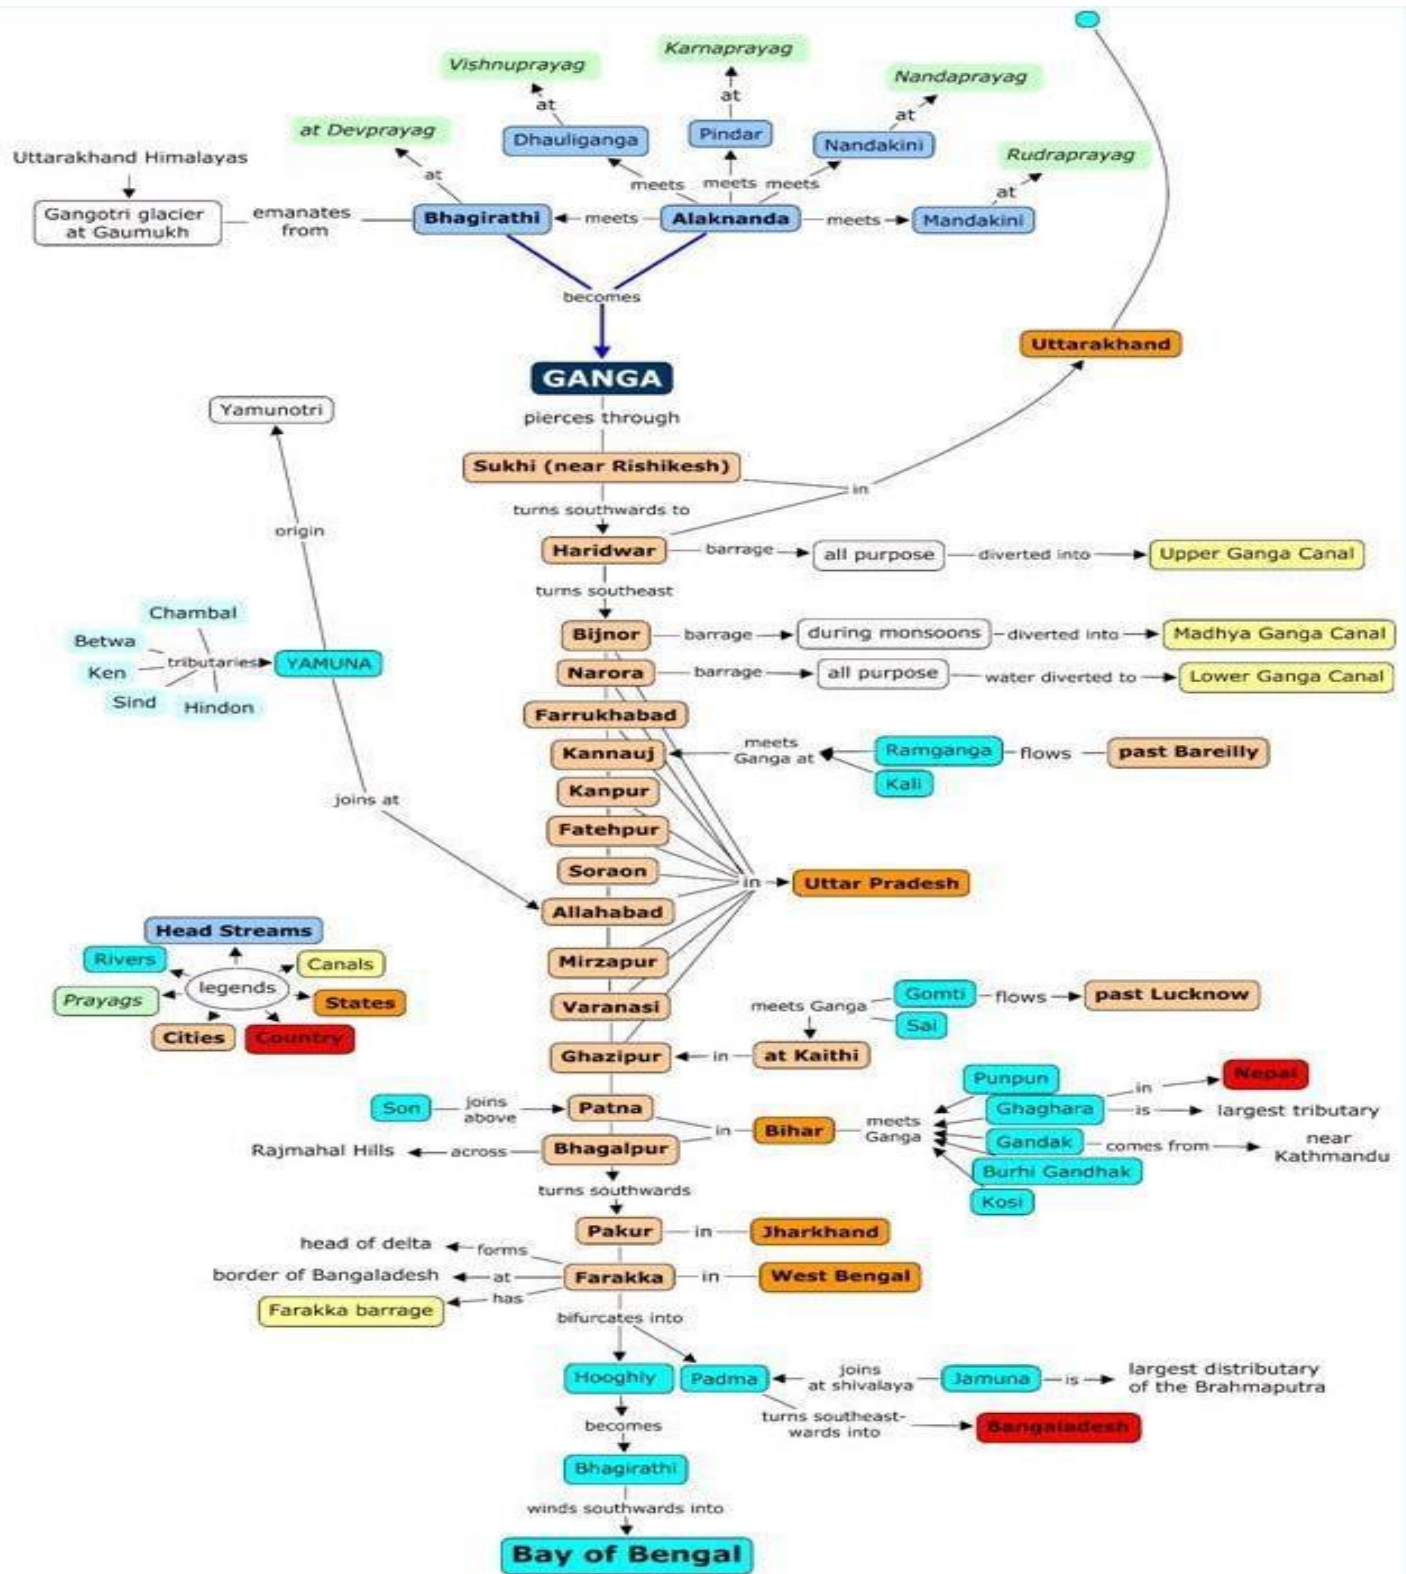 Karnaprayag
Vishnuprayag
Nandaprayag
at
at
at
at Devprayag
Dhauliganga
Pindar
Nandakini
Rudraprayag
Uttarakhand Himalayas
at
meets
meets
meets
at
Gangotri glacier
at Gaumukh
emanates
from
Bhagirathi
meets
Alaknanda
meets
Mandakini
becomes
Uttarakhand
GANGA
pierces through
Yamunotri
Sukhi (near Rishikesh)
in
turns southwards to
origin
Haridwar
barrage
all purpose
diverted into
Upper Ganga Canal
turns southeast
Chambal
Betwa
Ken
Sind
Hindon
tributaries
YAMUNA
Bijnor
barrage
during monsoons
diverted into
Madhya Ganga Canal
Narora
barrage
all purpose
water diverted to
Lower Ganga Canal
Farrukhabad
Kannauj
meets
Ganga at
Ramganga
flows
past Bareilly
Kali
Kanpur
joins at
Fatehpur
Soraon
in
Uttar Pradesh
Allahabad
Head Streams
Rivers
Canals
legends
Prayags
States
Cities
Country
Mirzapur
Varanasi
meets Ganga
Gomti
flows
past Lucknow
Sai
Ghazipur
in
at Kaithi
Son
joins
above
Patna
in
Bihar
meets
Ganga
Punpun
in
Nepal
Ghaghara
is
largest tributary
Gandak
comes from
near
Kathmandu
Burhi Gandhak
Kosi
Rajmahal Hills
across
Bhagalpur
turns southwards
Pakur
in
Jharkhand
head of delta
forms
border of Bangaladesh
at
Farakka
in
West Bengal
Farakka barrage
has
bifurcates into
Hooghly
Padma
joins
at shivalaya
Jamuna
is
largest distributary
of the Brahmaputra
becomes
turns southeast-
wards into
Bangaladesh
Bhagirathi
winds southwards into
Bay of Bengal